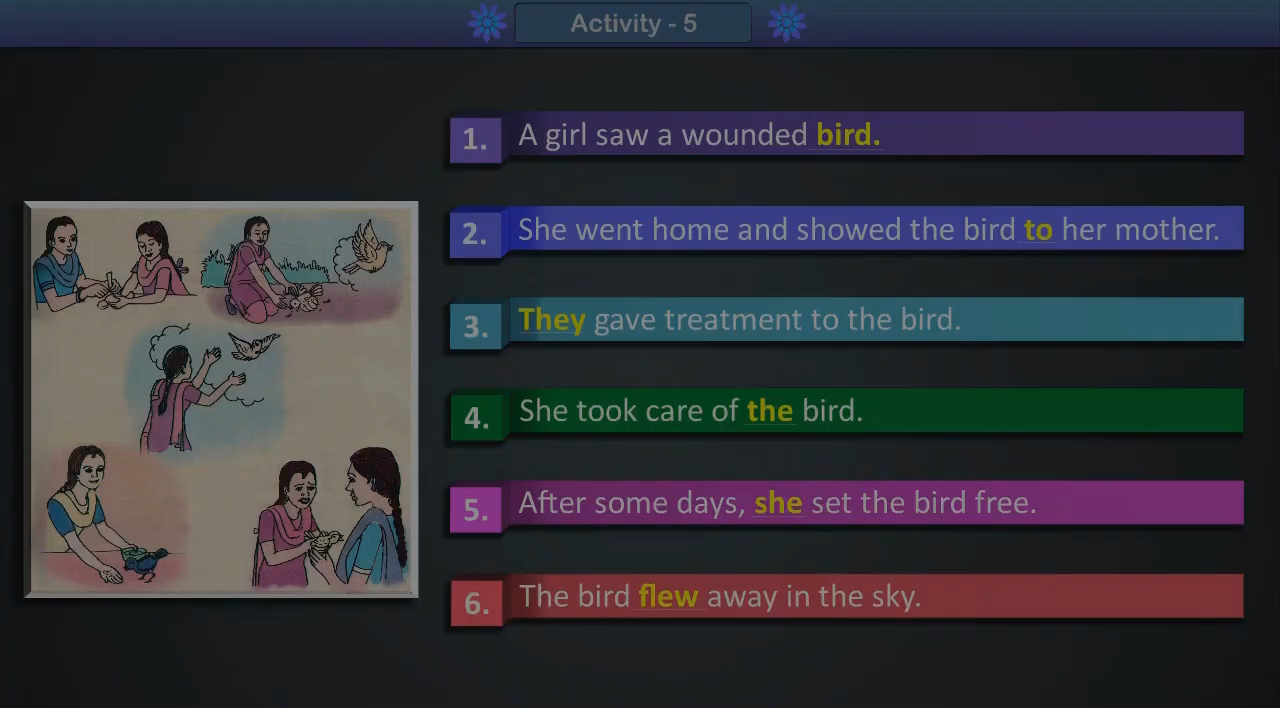 Activity - 5
1. A girl saw a wounded bird.
2. She went home and showed the bird to her mother.
3. They gave treatment to the bird.
4. She took care of the bird.
5. After some days, she set the bird free.
6. The bird flew away in the sky.